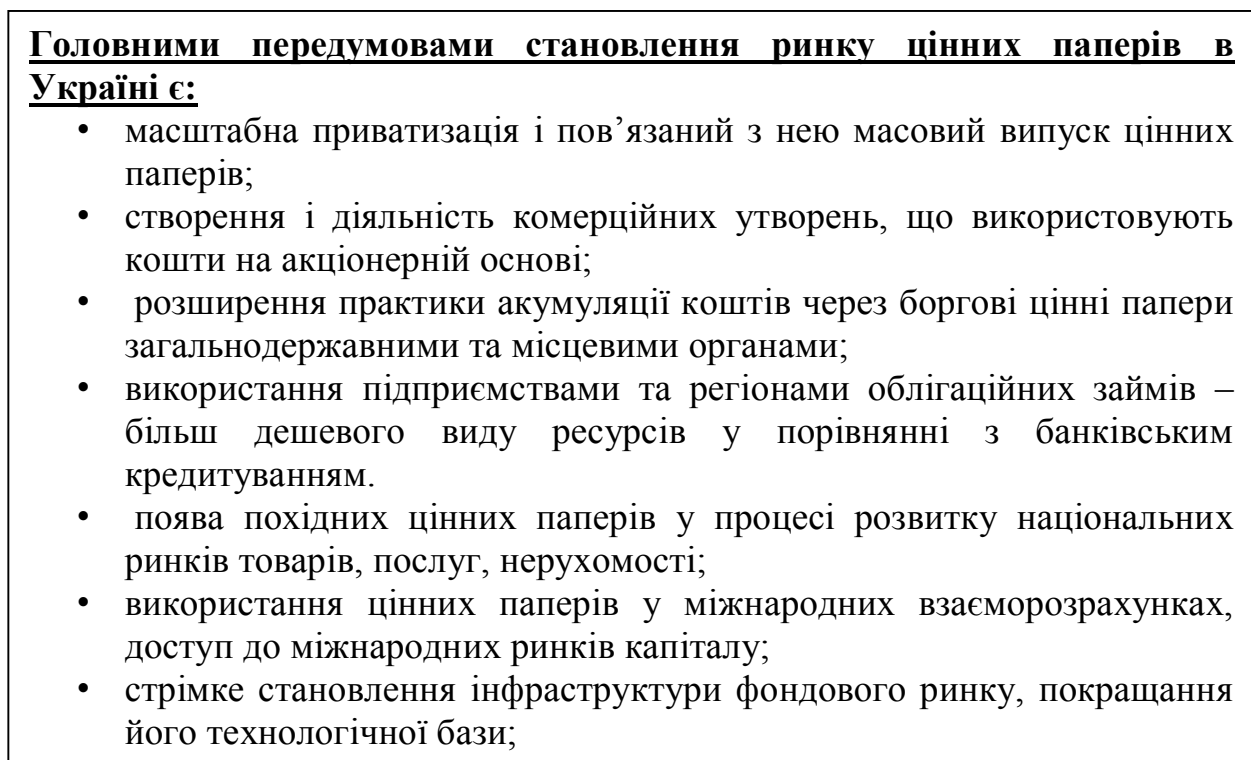 Головними передумовами становлення ринку цінних паперів в
Україні є:
• масштабна приватизація і пов’язаний з нею масовий випуск цінних
паперів;
• створення і діяльність комерційних утворень, що використовують
кошти на акціонерній основі;
• розширення практики акумуляції коштів через боргові цінні папери
загальнодержавними та місцевими органами;
• використання підприємствами та регіонами облігаційних займів –
більш дешевого виду ресурсів у порівнянні з банківським
кредитуванням.
• поява похідних цінних паперів у процесі розвитку національних
ринків товарів, послуг, нерухомості;
• використання цінних паперів у міжнародних взаєморозрахунках,
доступ до міжнародних ринків капіталу;
• стрімке становлення інфраструктури фондового ринку, покращання
його технологічної бази;